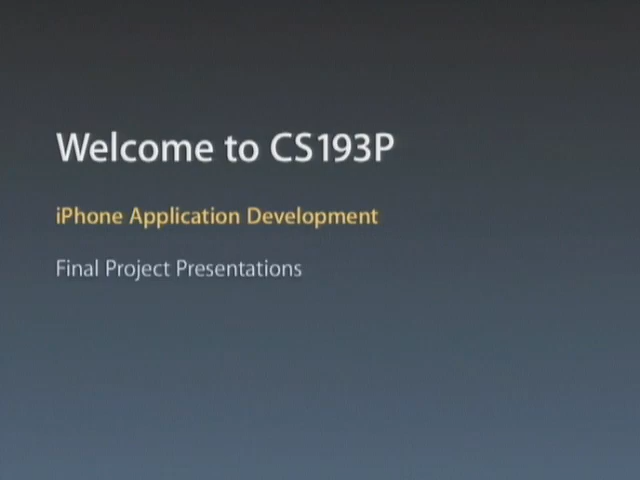 Welcome to CS193P
iPhone Application Development
Final Project Presentations